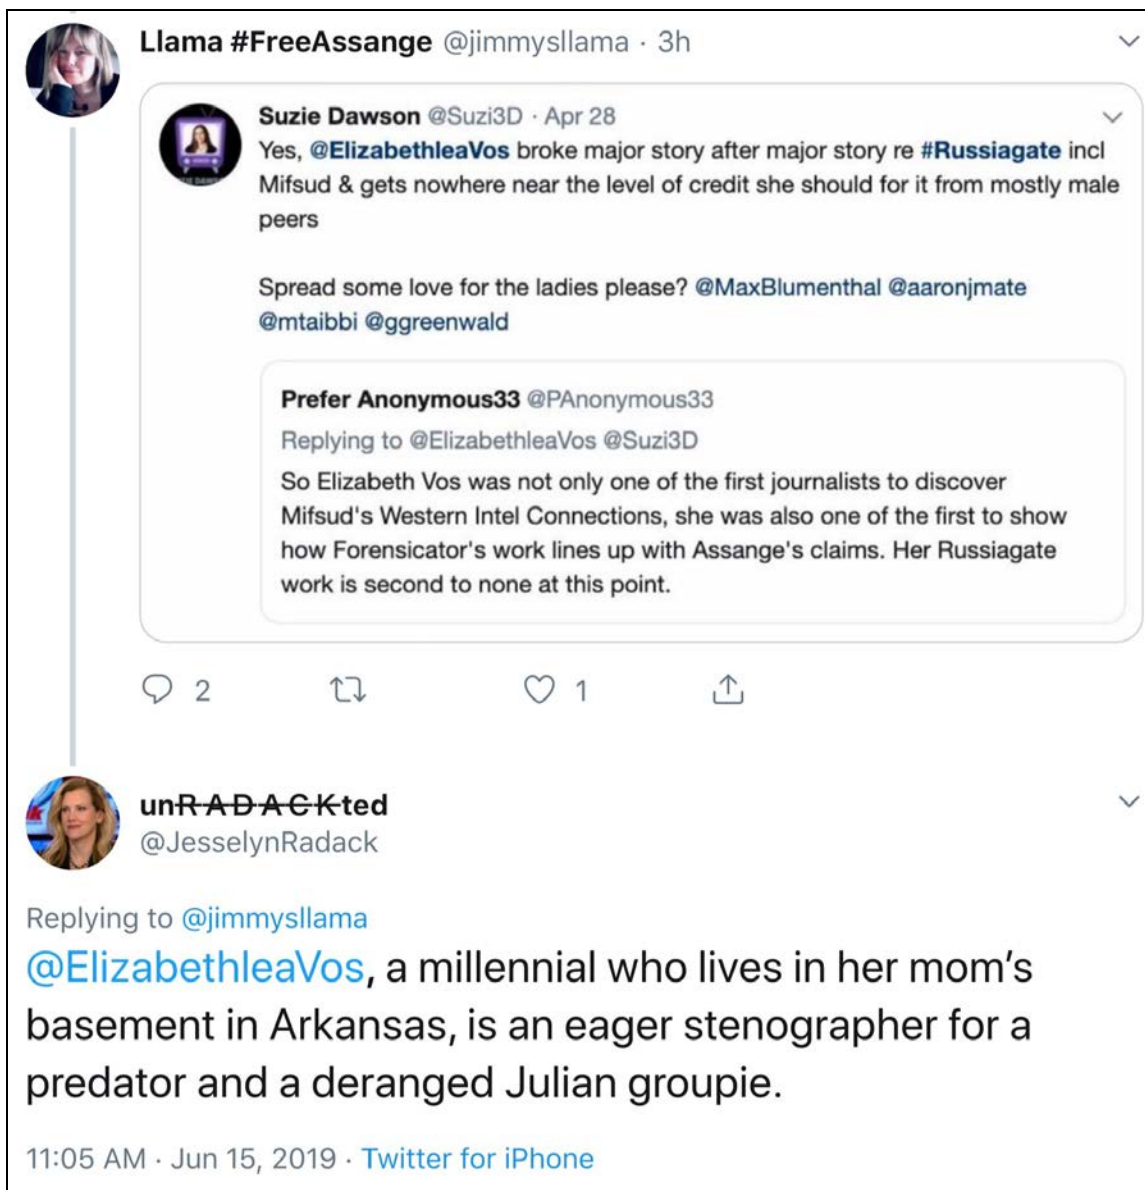 Llama #FreeAssange @jimmysllama · 3h
Suzie Dawson @Suzi3D · Apr 28
Yes, @ElizabethleaVos broke major story after major story re #Russiagate incl
Mifsud & gets nowhere near the level of credit she should for it from mostly male
peers
Spread some love for the ladies please? @MaxBlumenthal @aaronjmate
@mtaibbi @ggreenwald
Prefer Anonymous33 @PAnonymous33
Replying to @ElizabethleaVos @Suzi3D
So Elizabeth Vos was not only one of the first journalists to discover
Mifsud's Western Intel Connections, she was also one of the first to show
how Forensicator's work lines up with Assange's claims. Her Russiagate
work is second to none at this point.
2 1
unRADACKted
@JesselynRadack
Replying to @jimmysllama
@ElizabethleaVos, a millennial who lives in her mom's
basement in Arkansas, is an eager stenographer for a
predator and a deranged Julian groupie.
11:05 AM · Jun 15, 2019 · Twitter for iPhone